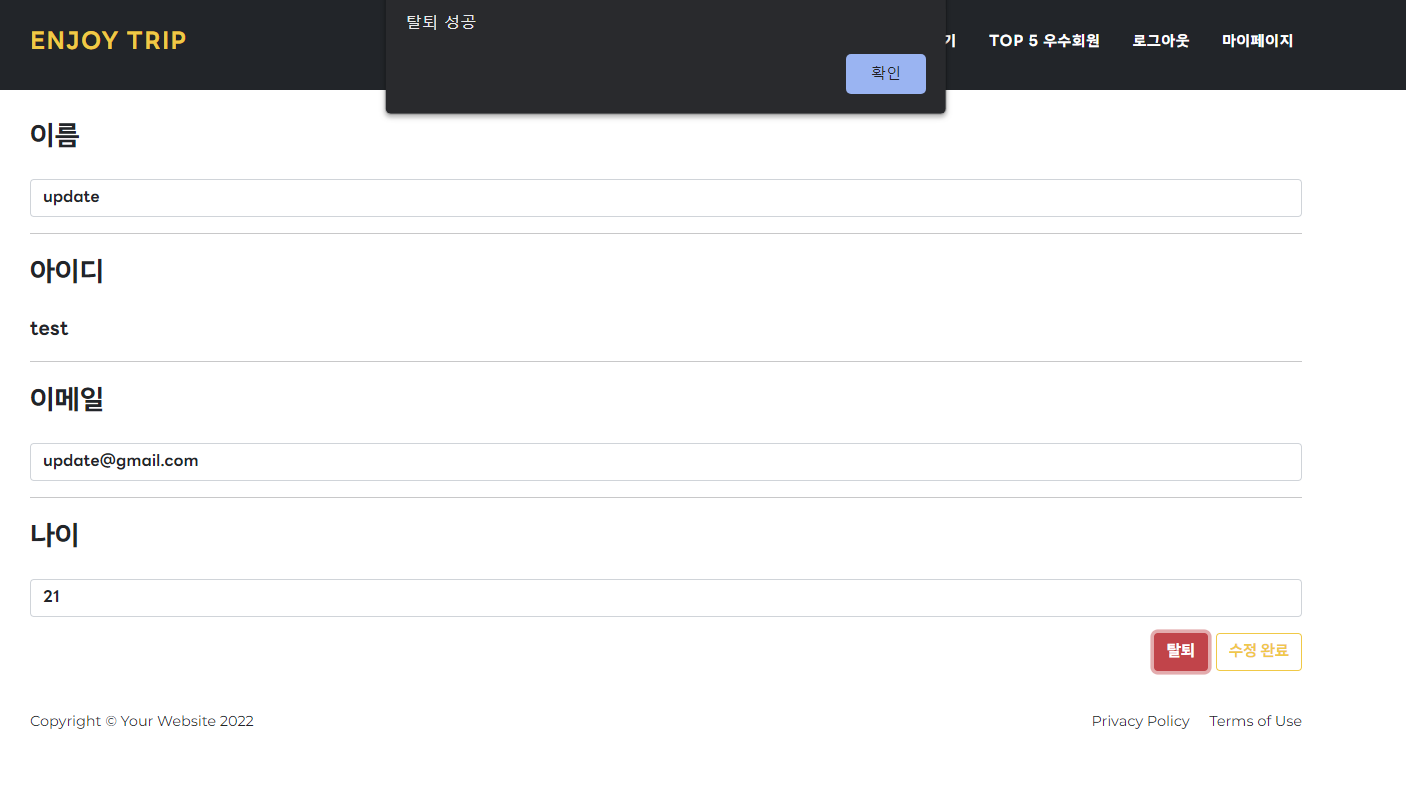 탈퇴 성공
확인
ENJOY TRIP
기 TOP 5 우수회원 로그아웃 마이페이지
이름
update
아이디
test
이메일
update@gmail.com
나이
21
탈퇴 수정 완료
Copyright © Your Website 2022 Privacy Policy Terms of Use